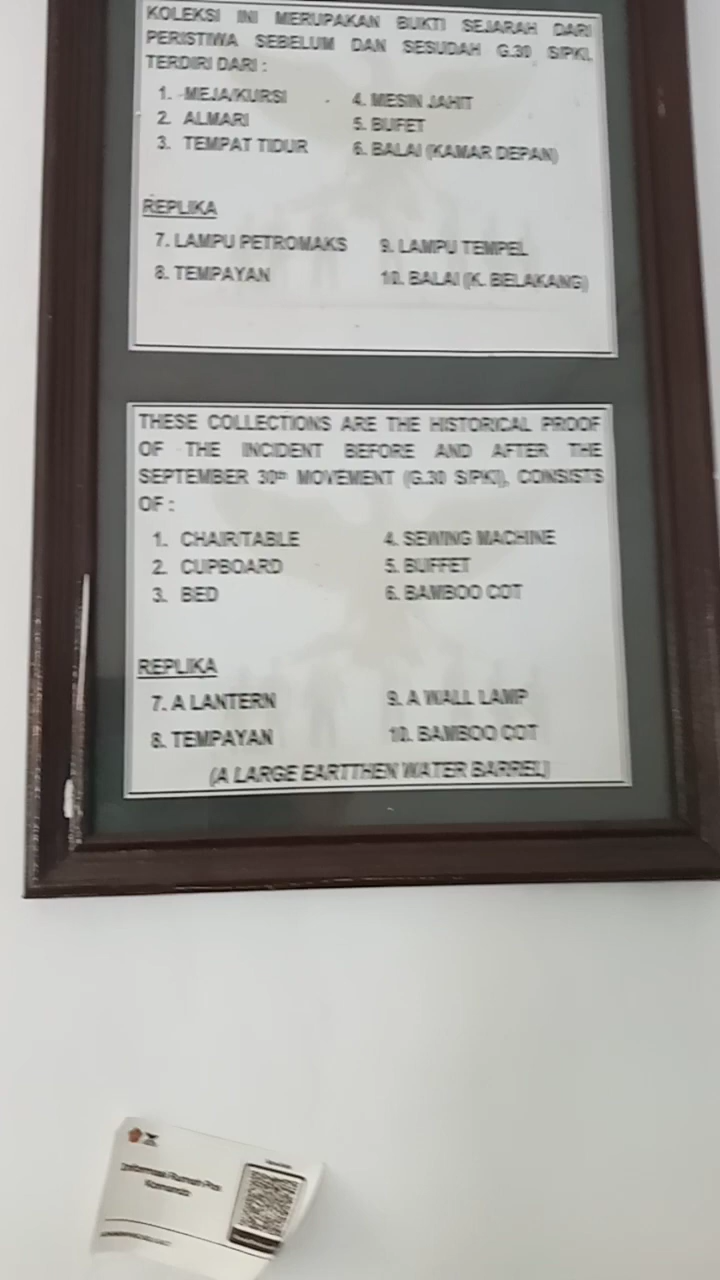 KOLEKSI INI MERUPAKAN BUKTI SEJARAH DARI
PERISTIWA SEBELUM DAN SESUDAH G.30 S/PKI,
TERDIRI DARI :
1. MEJA/KURSI 4. MESIN JAHIT
2. ALMARI 5. BUFET
3. TEMPAT TIDUR 6. BALAI (KAMAR DEPAN)
REPLIKA
7. LAMPU PETROMAKS 9. LAMPU TEMPEL
8. TEMPAYAN 10. BALAI (K. BELAKANG)
THESE COLLECTIONS ARE THE HISTORICAL PROOF
OF THE INCIDENT BEFORE AND AFTER THE
SEPTEMBER 30th MOVEMENT (G.30 S/PKI), CONSISTS
OF :
1. CHAIR/TABLE 4. SEWING MACHINE
2. CUPBOARD 5. BUFFET
3. BED 6. BAMBOO COT
REPLIKA
7. A LANTERN 9. A WALL LAMP
8. TEMPAYAN 10. BAMBOO COT
(A LARGE EARTTHEN WATER BARREL)
Informasi Rumah Pos
Komando